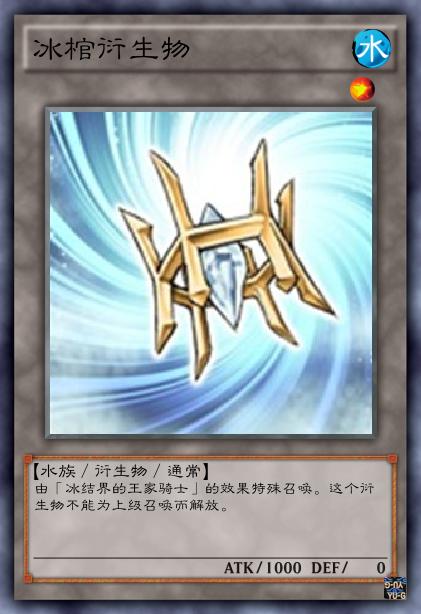 冰棺衍生物
水
【水族／衍生物／通常】
由「冰结界的王家骑士」的效果特殊召唤。这个衍
生物不能为上级召唤而解放。
ATK/1000 DEF/ 0